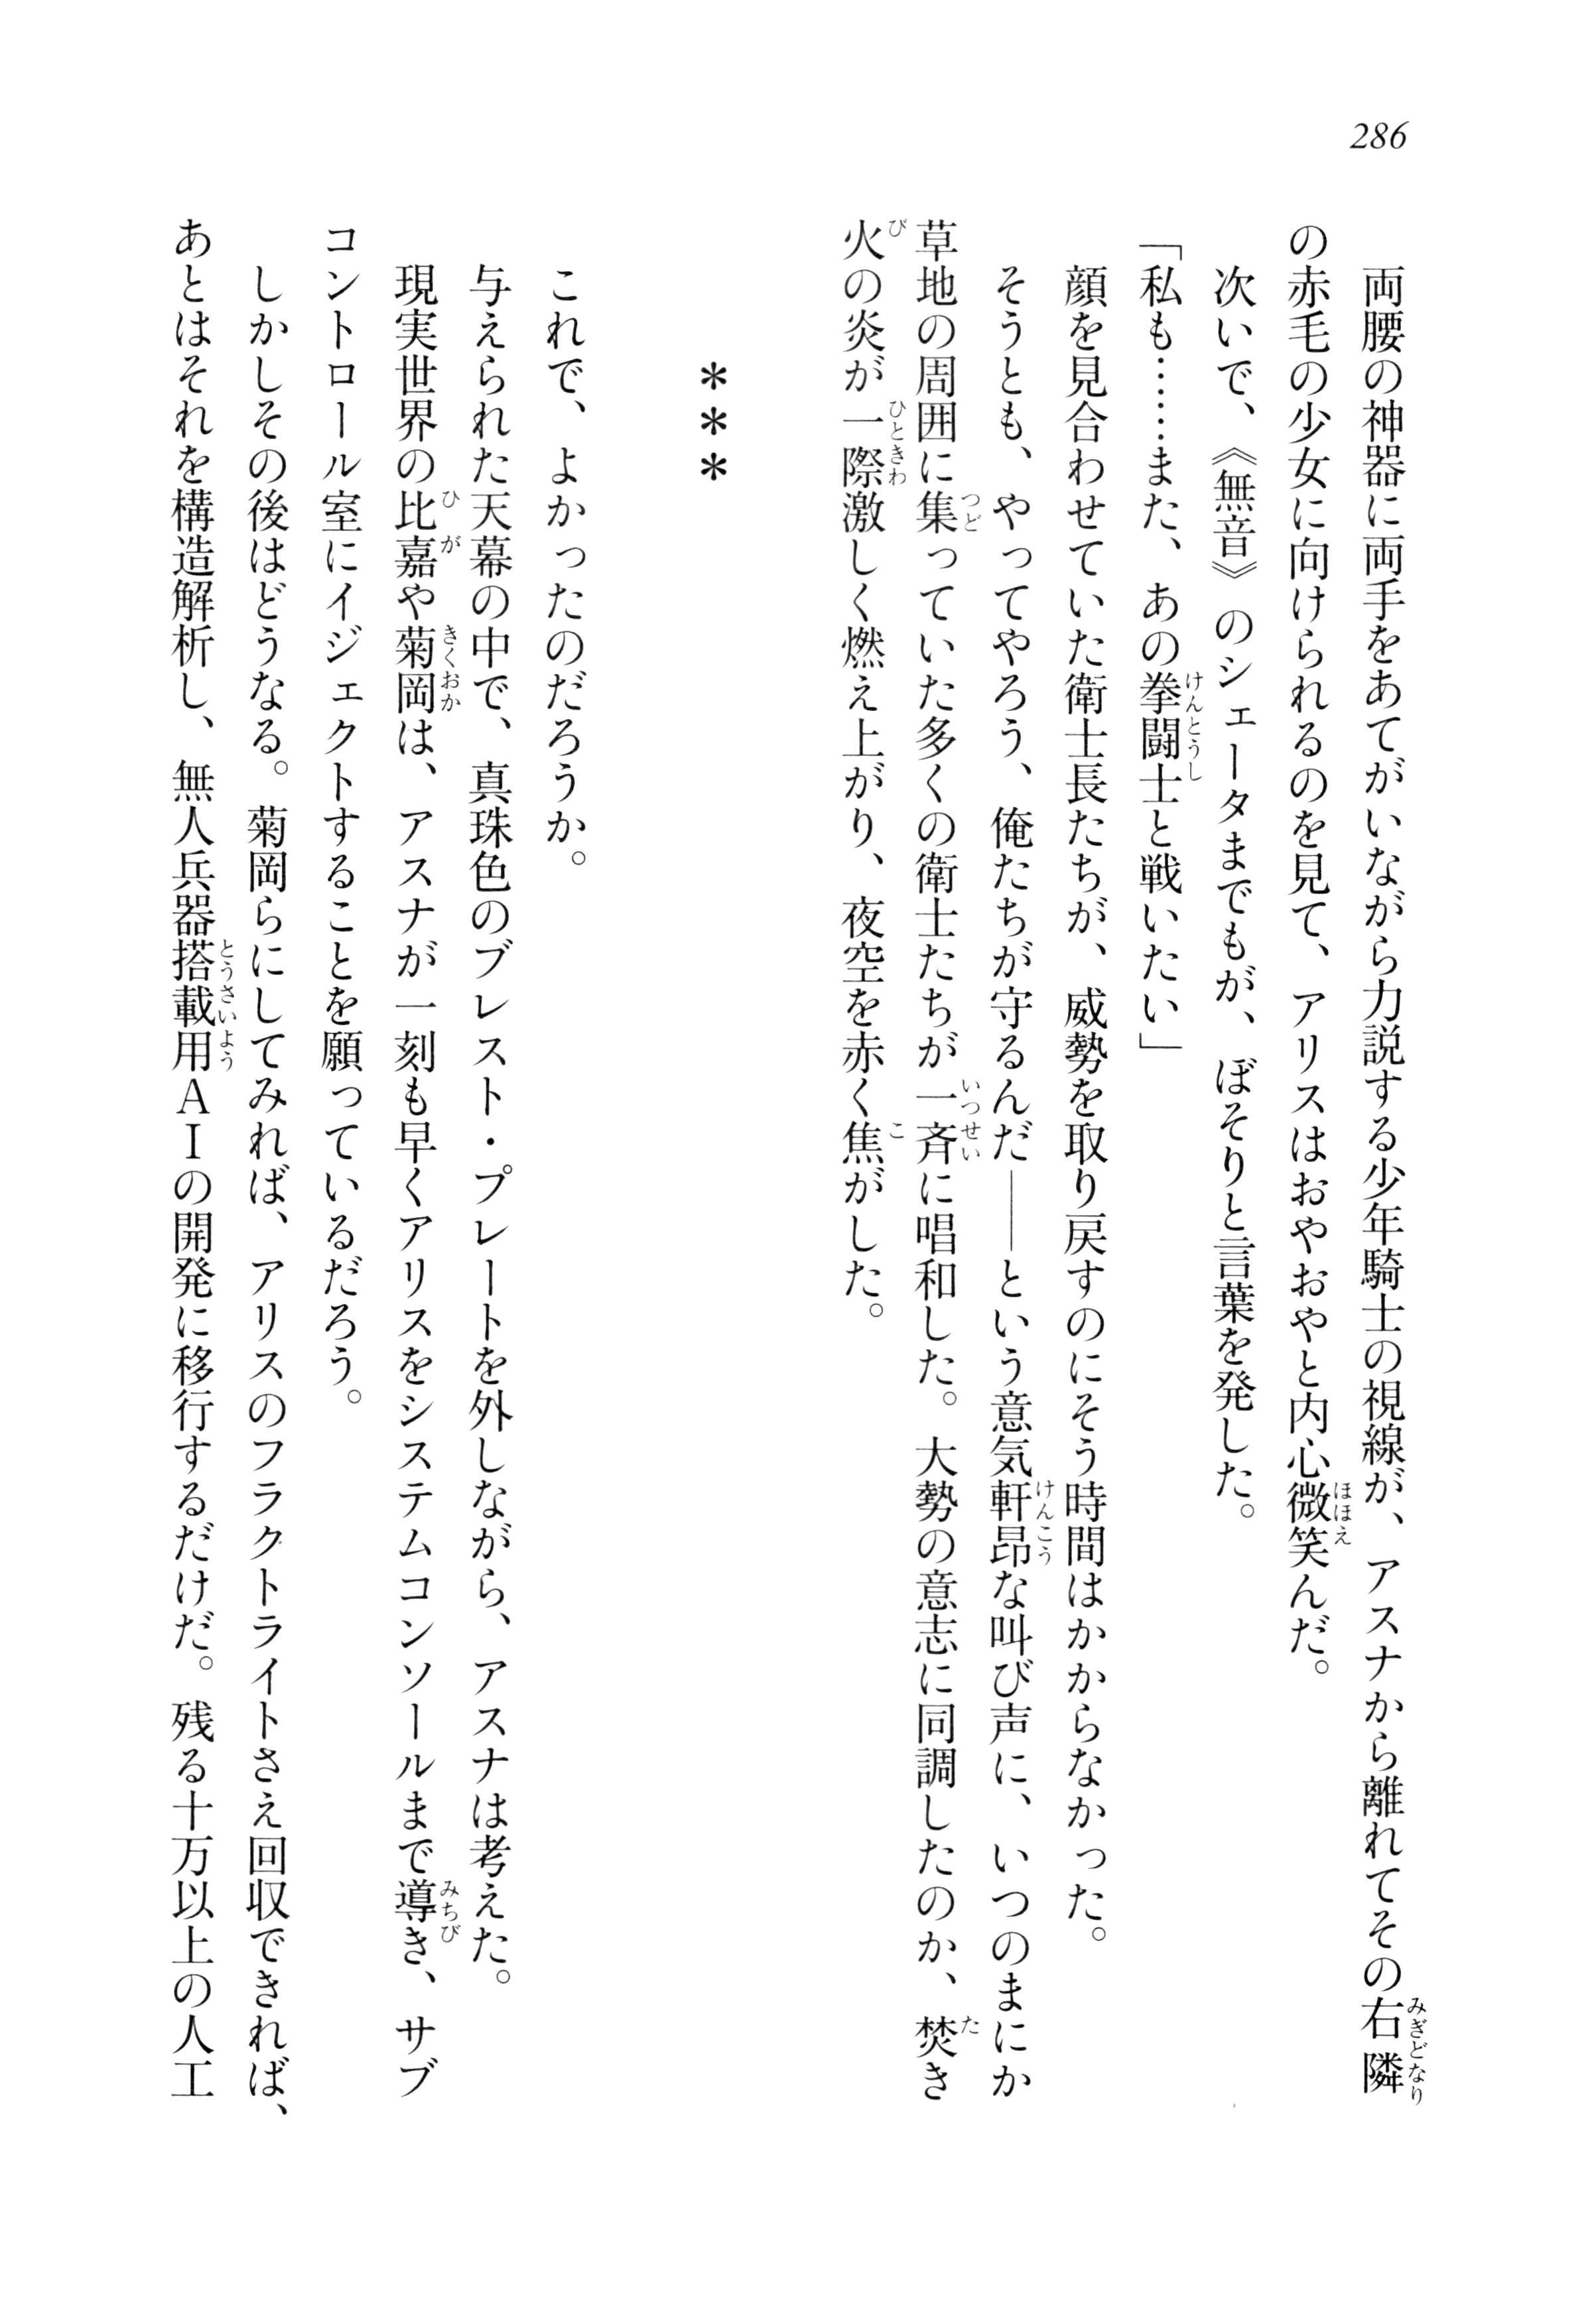 286
両腰の神器に両手をあてがいながら力説する少年騎士の視線が、アスナから離れてその右隣
の赤毛の少女に向けられるのを見て、アリスはおやおやと内心微笑んだ。
次いで、《無音》のシェータまでもが、ぼそりと言葉を発した。
「私も………また、あの拳闘士と戦いたい」
顔を見合わせていた衛士長たちが、威勢を取り戻すのにそう時間はかからなかった。
そうとも、やってやろう、俺たちが守るんだ――という意気軒昂な叫び声に、いつのまにか
草地の周囲に集っていた多くの衛士たちが一斉に唱和した。大勢の意志に同調したのか、焚き
火の炎が一際激しく燃え上がり、夜空を赤く焦がした。
＊＊＊
これで、よかったのだろうか。
与えられた天幕の中で、真珠色のブレスト・プレートを外しながら、アスナは考えた。
現実世界の比嘉や菊岡は、アスナが一刻も早くアリスをシステムコンソールまで導き、サブ
コントロール室にイジェクトすることを願っているだろう。
しかしその後はどうなる。菊岡らにしてみれば、アリスのフラクトライトさえ回収できれば、
あとはそれを構造解析し、無人兵器搭載用ＡＩの開発に移行するだけだ。残る十万以上の人工